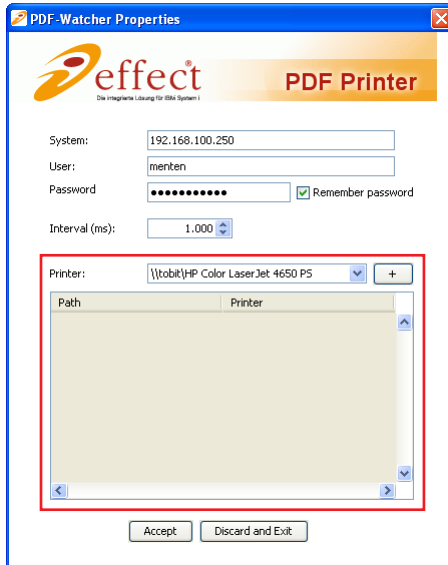 PDF-Watcher Properties
effect
Die integrierte Lösung für IBM System i
PDF Printer
System: 192.168.100.250
User: menten
Password ●●●●●●●●●●● Remember password
Interval (ms): 1.000
Printer: \\tobit\HP Color LaserJet 4650 PS +
Path Printer
Accept Discard and Exit